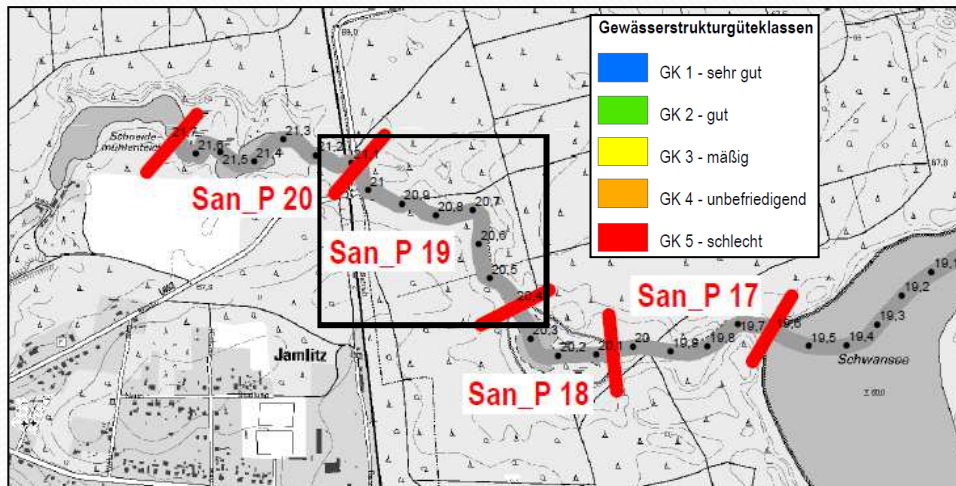 Gewässerstrukturgüteklassen
GK 1 - sehr gut
GK 2 - gut
GK 3 - mäßig
GK 4 - unbefriedigend
GK 5 - schlecht
Schneide-
mühlenteich
21,7
21,6
21,5
21,4
21,3
21,2
21,1
San_P 20
21
20,9
20,8
20,7
San_P 19
20,6
20,5
20,4
San_P 17
19,1
19,2
19,3
19,4
19,5
19,6
19,7
19,8
19,9
20
20,1
20,2
20,3
Schwansee
Jamlitz
San_P 18